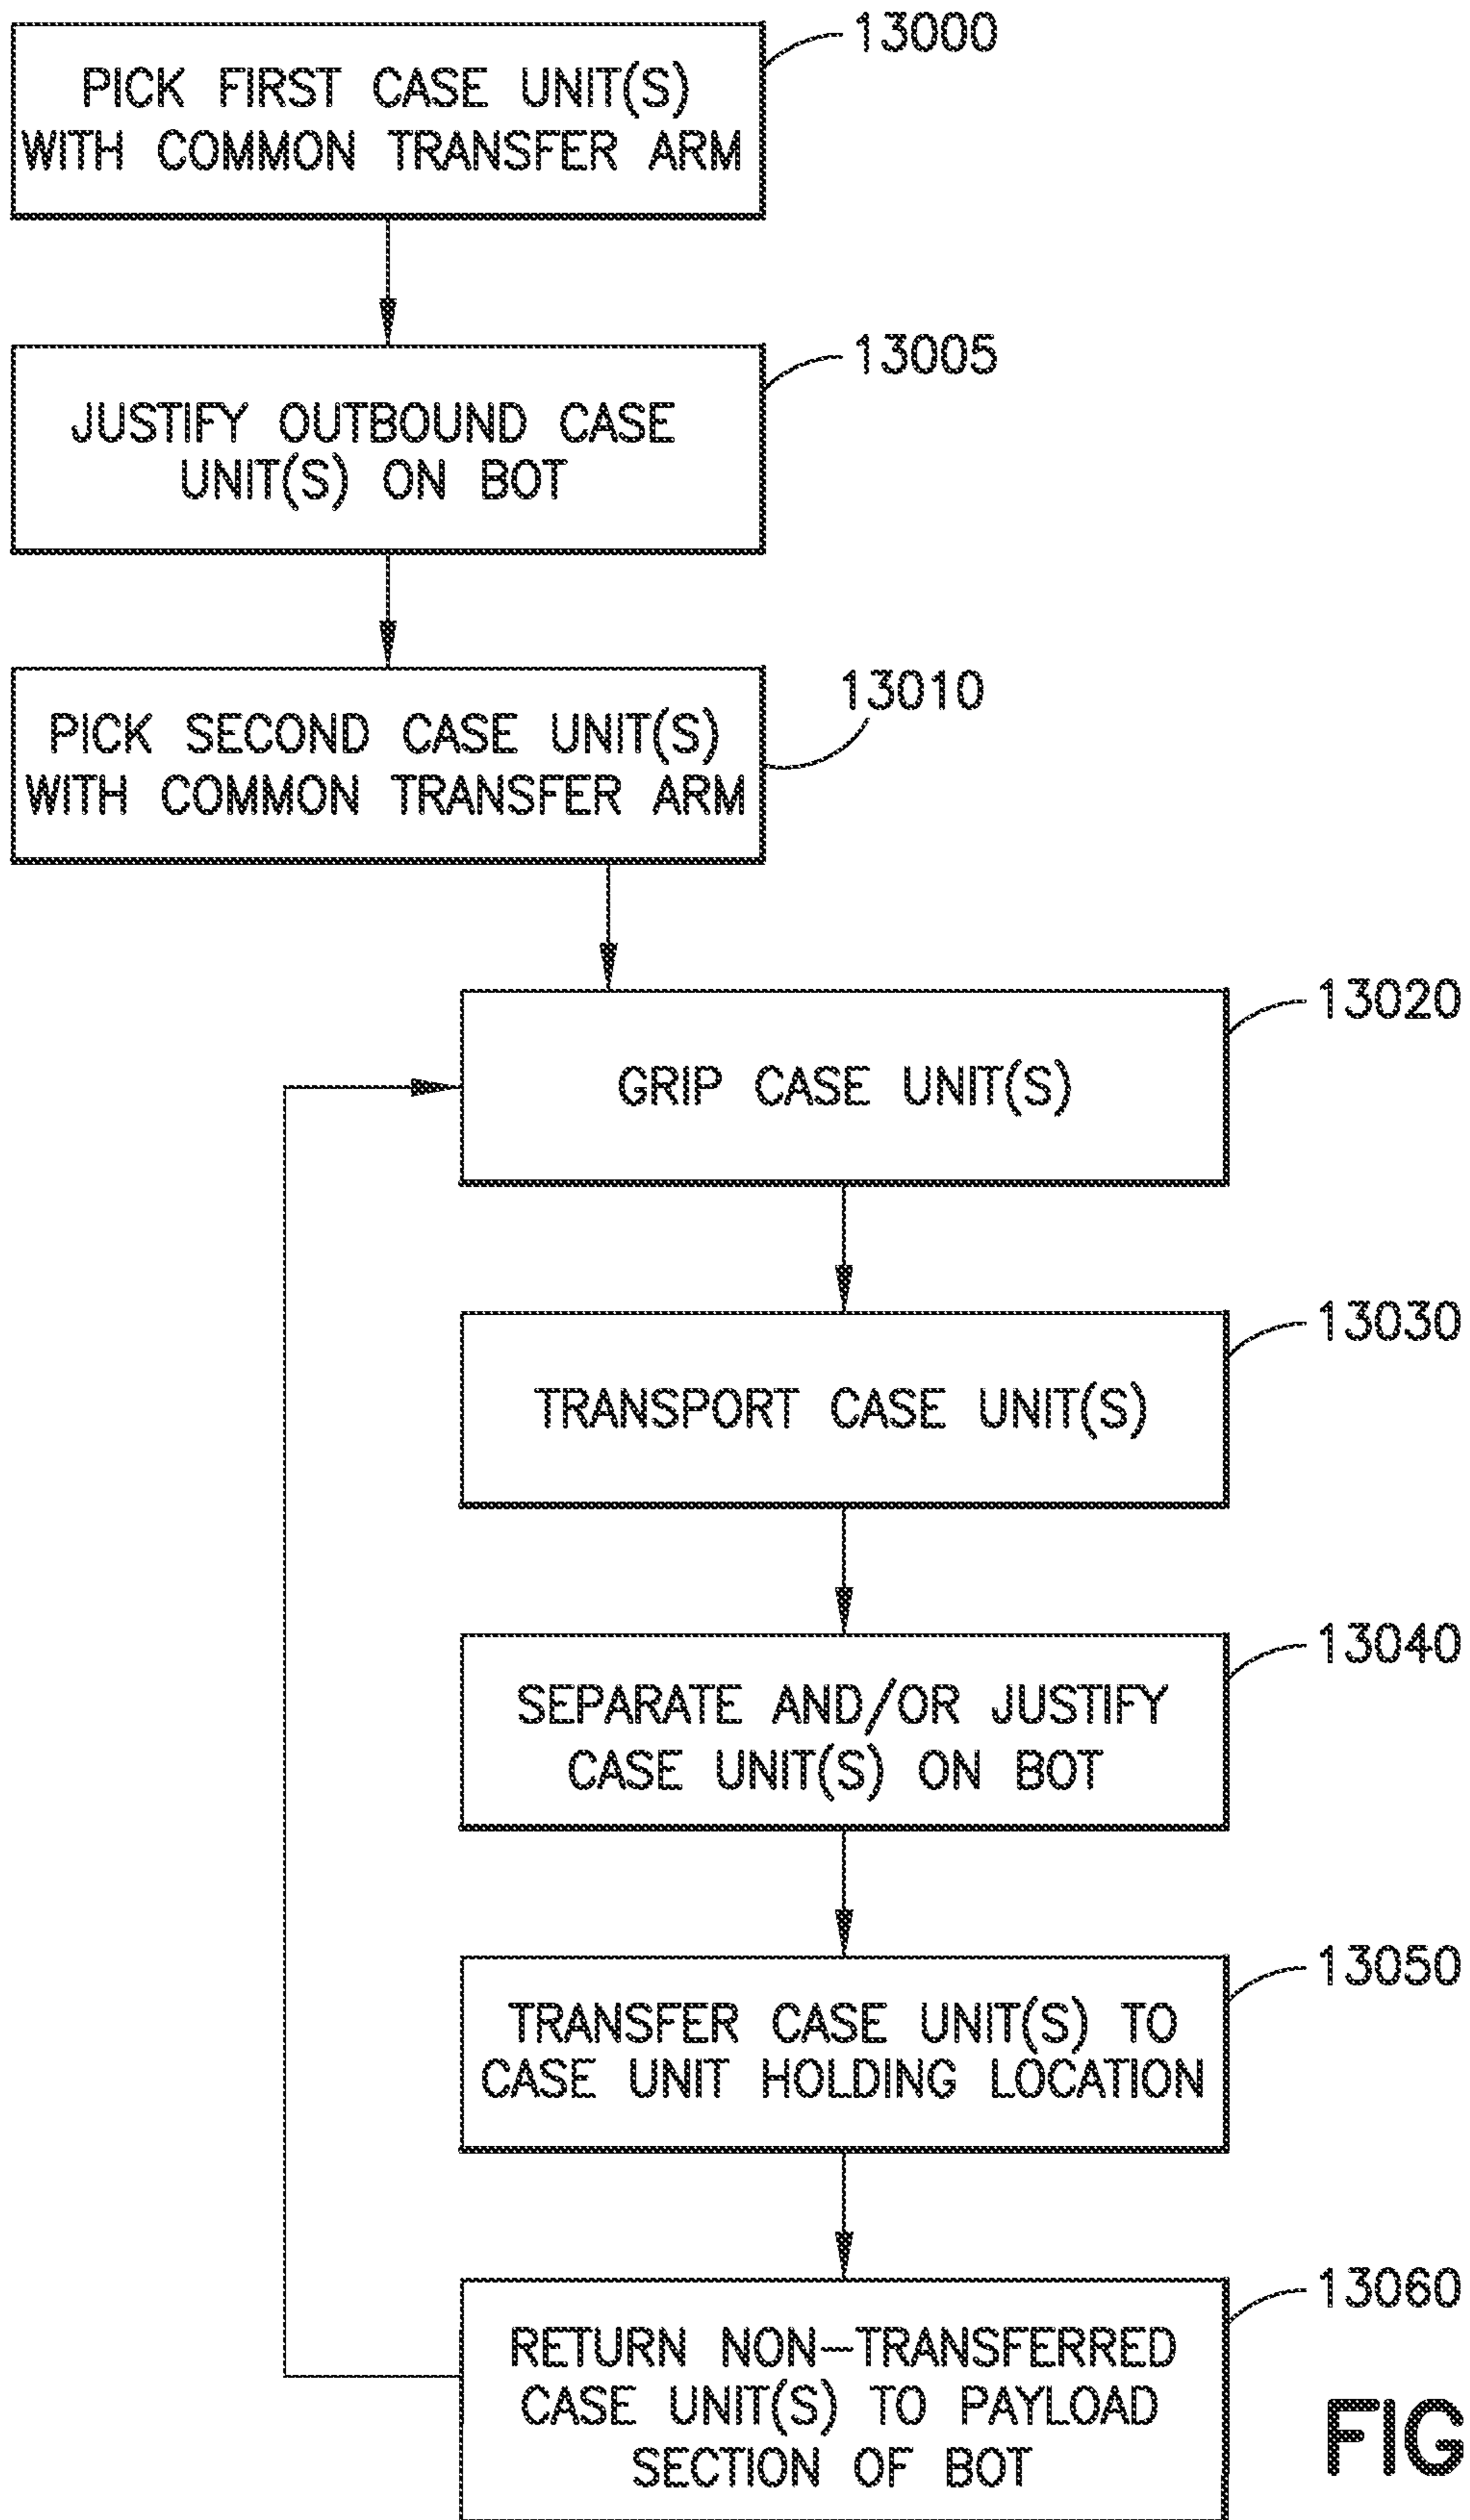 13000
PICK FIRST CASE UNIT(S)
WITH COMMON TRANSFER ARM
13005
JUSTIFY OUTBOUND CASE
UNIT(S) ON BOT
13010
PICK SECOND CASE UNIT(S)
WITH COMMON TRANSFER ARM
13020
GRIP CASE UNIT(S)
13030
TRANSPORT CASE UNIT(S)
13040
SEPARATE AND/OR JUSTIFY
CASE UNIT(S) ON BOT
13050
TRANSFER CASE UNIT(S) TO
CASE UNIT HOLDING LOCATION
13060
RETURN NON-TRANSFERRED
CASE UNIT(S) TO PAYLOAD
SECTION OF BOT
FIG